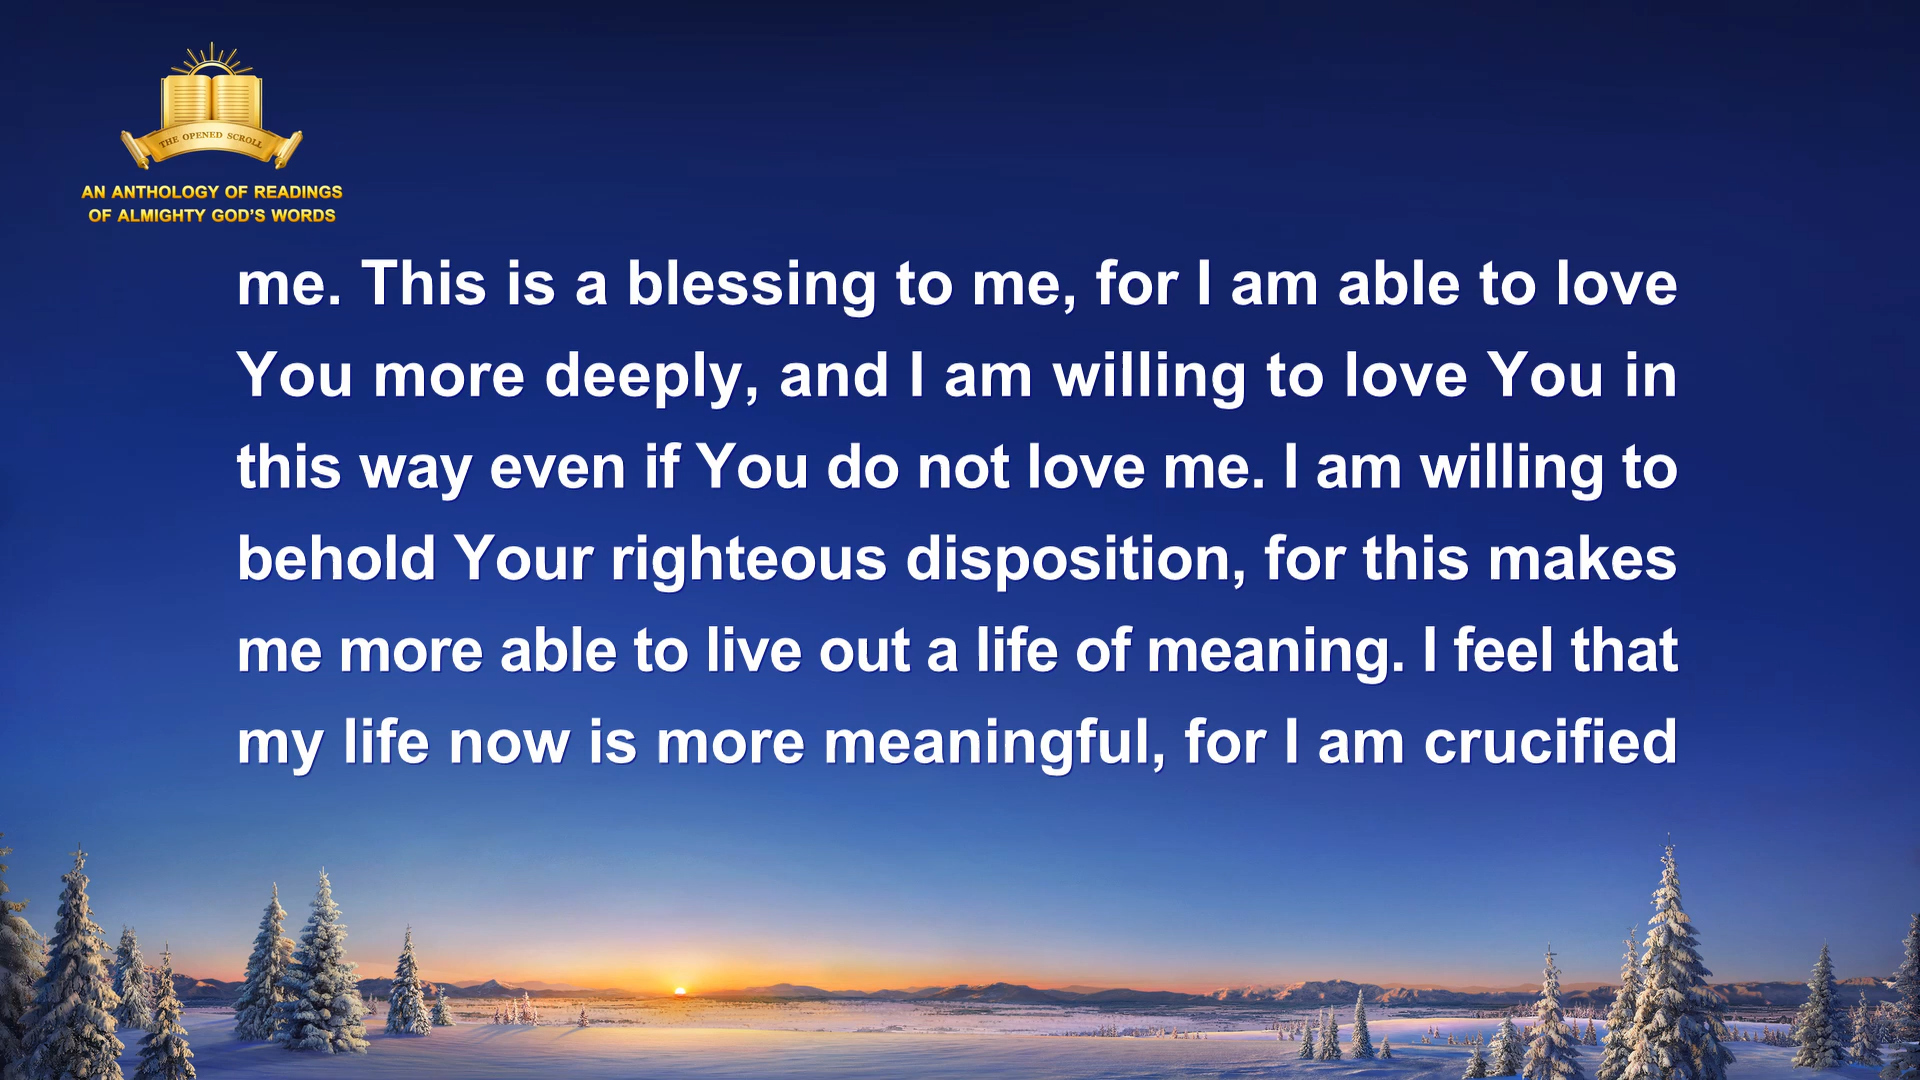 THE OPENED SCROLL
AN ANTHOLOGY OF READINGS
OF ALMIGHTY GOD'S WORDS
me. This is a blessing to me, for I am able to love
You more deeply, and I am willing to love You in
this way even if You do not love me. I am willing to
behold Your righteous disposition, for this makes
me more able to live out a life of meaning. I feel that
my life now is more meaningful, for I am crucified